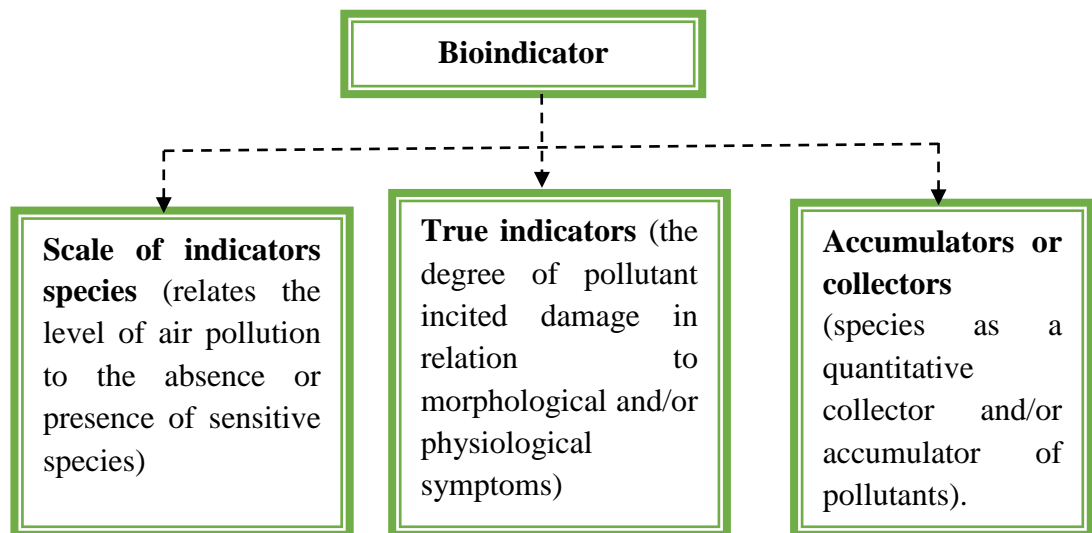 Bioindicator
Scale of indicators
species (relates the
level of air pollution
to the absence or
presence of sensitive
species)
True indicators (the
degree of pollutant
incited damage in
relation to
morphological and/or
physiological
symptoms)
Accumulators or
collectors
(species as a
quantitative
collector and/or
accumulator of
pollutants).